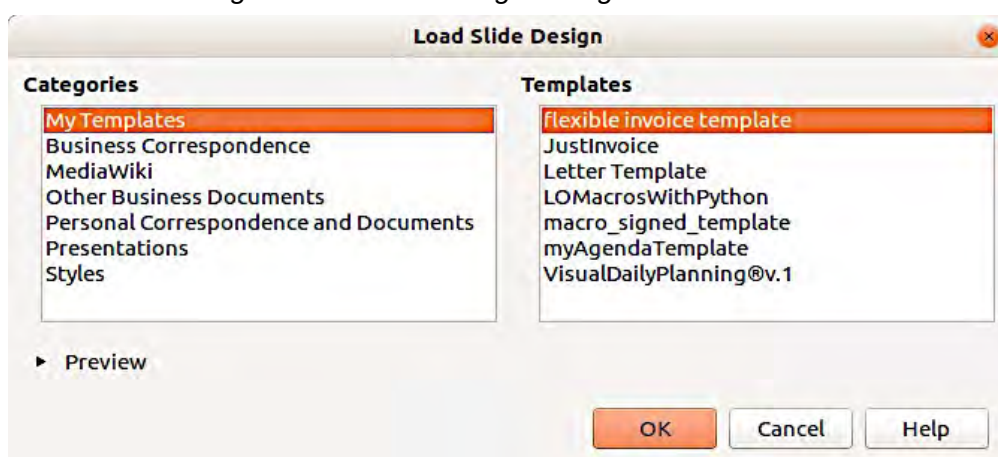 Load Slide Design
Categories
My Templates
Business Correspondence
MediaWiki
Other Business Documents
Personal Correspondence and Documents
Presentations
Styles
Templates
flexible invoice template
JustInvoice
Letter Template
LOMacrosWithPython
macro_signed_template
myAgendaTemplate
VisualDailyPlanning®v.1
Preview
OK
Cancel
Help